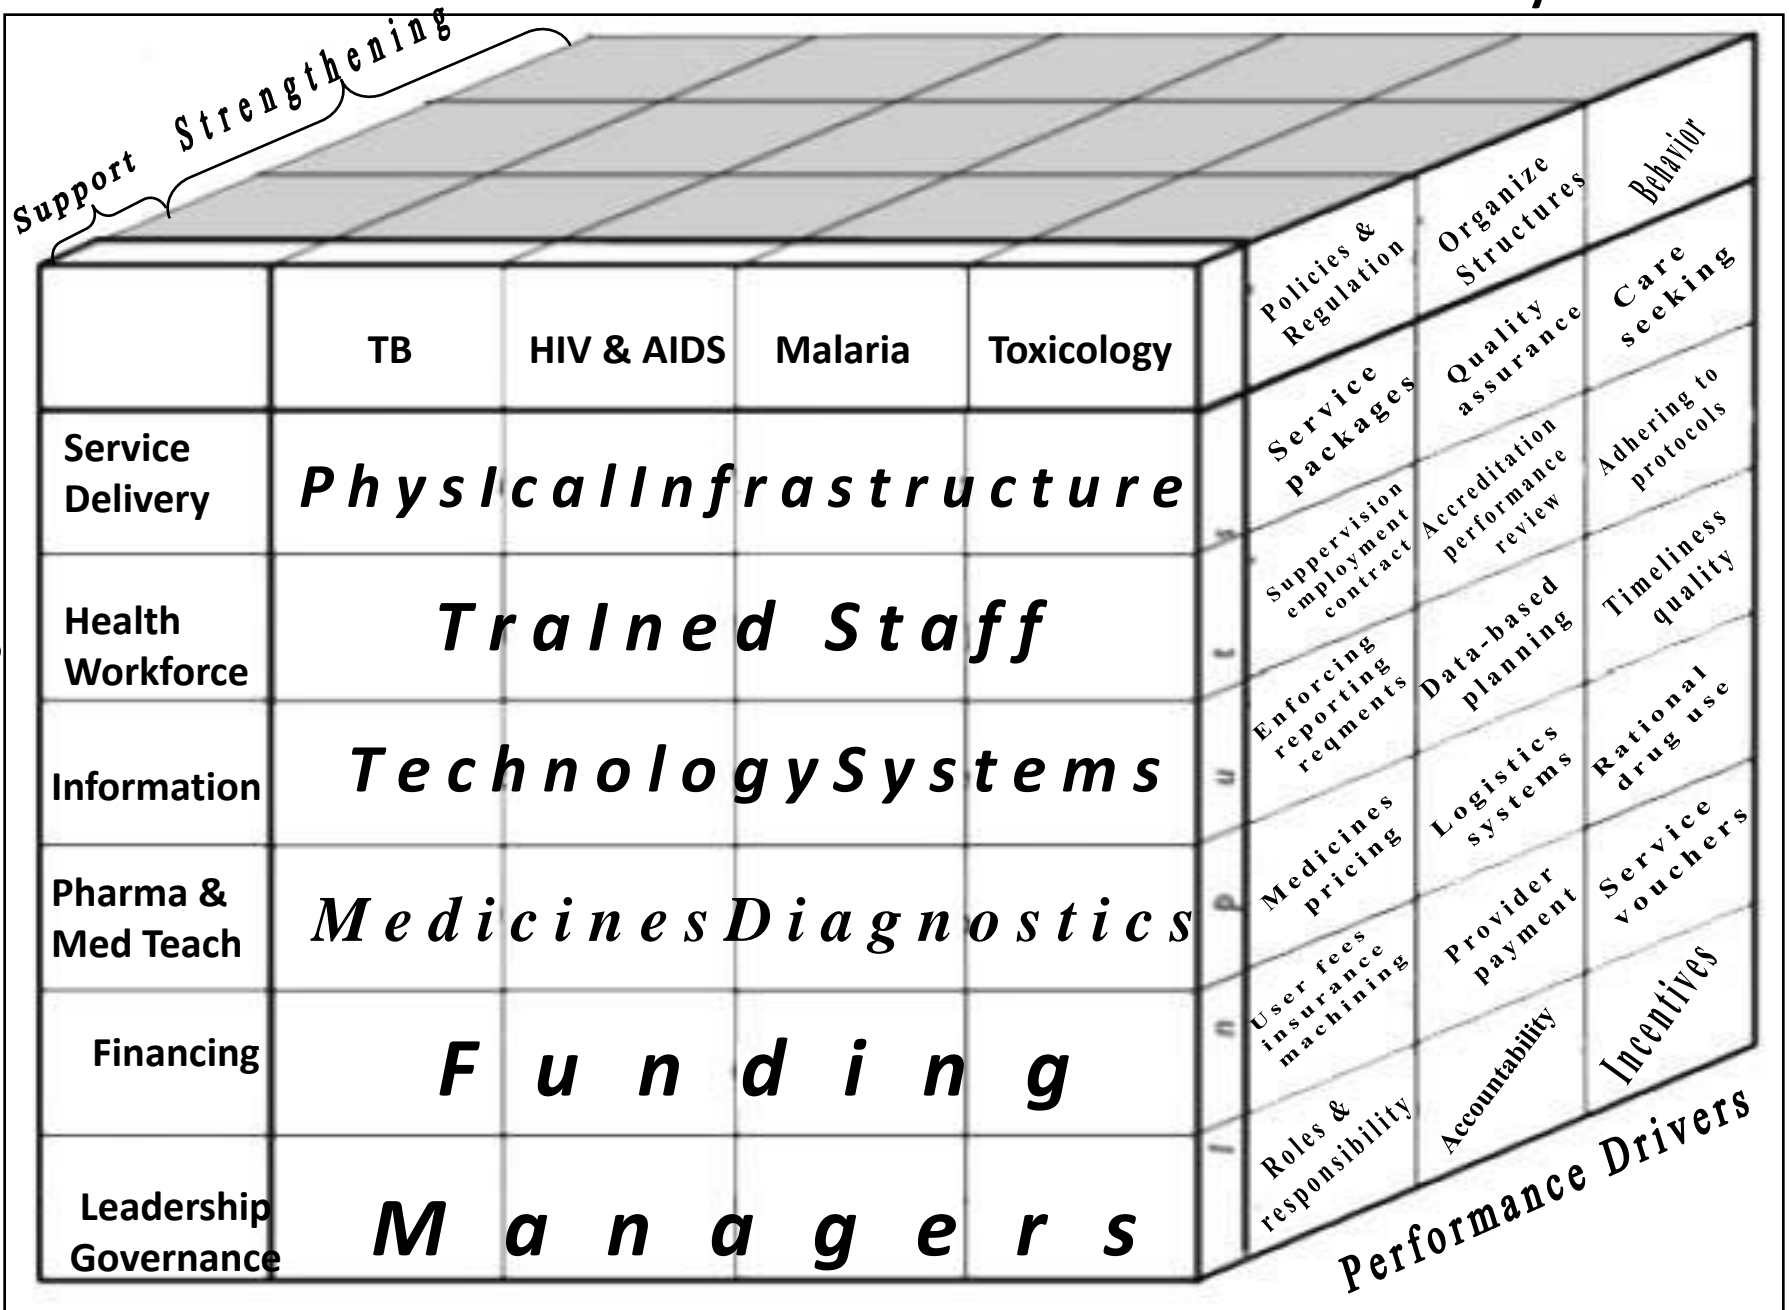 Support
Strengthening
TB
HIV & AIDS
Malaria
Toxicology
Service
Delivery
PhysIcalInfrastructure
Health
Workforce
TraIned Staff
Information
TechnologySystems
Pharma &
Med Teach
MedicinesDiagnostics
Financing
Funding
Leadership
Governance
Managers
Inputs
Policies &
Regulation
Organize
Structures
Behavior
Service
packages
Quality
assurance
Care
seeking
Suppervision
employment
contract
Accreditation
performance
review
Adhering to
protocols
Enforcing
reporting
reqments
Data-based
planning
Timeliness
quality
Medicines
pricing
Logistics
systems
Rational
drug use
User fees
insurance
machining
Provider
payment
Service
vouchers
Roles &
responsibility
Accountability
Incentives
Performance Drivers